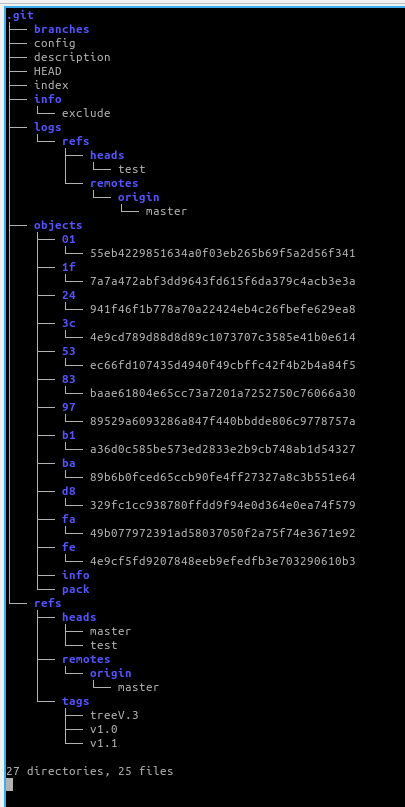 .git
├── branches
├── config
├── description
├── HEAD
├── index
├── info
│   └── exclude
├── logs
│   └── refs
│       ├── heads
│       │   └── test
│       └── remotes
│           └── origin
│               └── master
├── objects
│   ├── 01
│   │   └── 55eb4229851634a0f03eb265b69f5a2d56f341
│   ├── 1f
│   │   └── 7a7a472abf3dd9643fd615f6da379c4acb3e3a
│   ├── 24
│   │   └── 941f46f1b778a70a22424eb4c26fbefe629ea8
│   ├── 3c
│   │   └── 4e9cd789d88d8d89c1073707c3585e41b0e614
│   ├── 53
│   │   └── ec66fd107435d4940f49cbffc42f4b2b4a84f5
│   ├── 83
│   │   └── baae61804e65cc73a7201a7252750c76066a30
│   ├── 97
│   │   └── 89529a6093286a847f440bbdde806c9778757a
│   ├── b1
│   │   └── a36d0c585be573ed2833e2b9cb748ab1d54327
│   ├── ba
│   │   └── 89b6b0fced65ccb90fe4ff27327a8c3b551e64
│   ├── d8
│   │   └── 329fc1cc938780ffdd9f94e0d364e0ea74f579
│   ├── fa
│   │   └── 49b077972391ad58037050f2a75f74e3671e92
│   ├── fe
│   │   └── 4e9cf5fd9207848eeb9efedfb3e703290610b3
│   ├── info
│   └── pack
└── refs
    ├── heads
    │   ├── master
    │   └── test
    ├── remotes
    │   └── origin
    │       └── master
    └── tags
        ├── treeV.3
        ├── v1.0
        └── v1.1

27 directories, 25 files